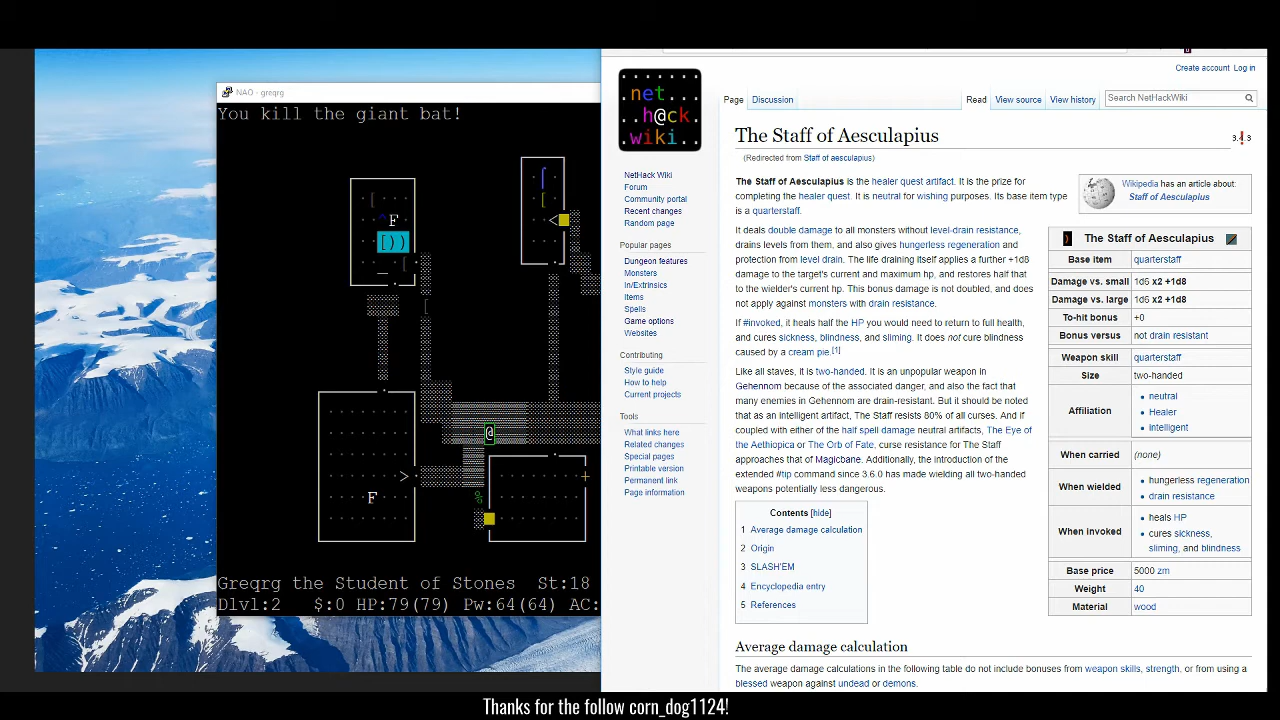 NAO - greqrg
You kill the giant bat!
Greqrg the Student of Stones St:18
Dlvl:2 $:0 HP:79(79) Pw:64(64) AC:
net
h@ck
wiki
Create account Log in
Page Discussion Read View source View history Search NetHackWiki
The Staff of Aesculapius
(Redirected from Staff of aesculapius)
NetHack Wiki
Forum
Community portal
Recent changes
Random page
Popular pages
Dungeon features
Monsters
In/Extrinsics
Items
Spells
Game options
Websites
Contributing
Style guide
How to help
Current projects
Tools
What links here
Related changes
Special pages
Printable version
Permanent link
Page information
The Staff of Aesculapius is the healer quest artifact. It is the prize for
completing the healer quest. It is neutral for wishing purposes. Its base item type
is a quarterstaff.
It deals double damage to all monsters without level-drain resistance,
drains levels from them, and also gives hungerless regeneration and
protection from level drain. The life draining itself applies a further +1d8
damage to the target's current and maximum hp, and restores half that
to the wielder's current hp. This bonus damage is not doubled, and does
not apply against monsters with drain resistance.
If #invoked, it heals half the HP you would need to return to full health,
and cures sickness, blindness, and sliming. It does not cure blindness
caused by a cream pie.[1]
Like all staves, it is two-handed. It is an unpopular weapon in
Gehennom because of the associated danger, and also the fact that
many enemies in Gehennom are drain-resistant. But it should be
noted that as an intelligent artifact, The Staff resists 80% of all curses. And if
coupled with either of the half spell damage neutral artifacts, The Eye of
the Aethiopica or The Orb of Fate, curse resistance for The Staff
approaches that of Magicbane. Additionally, the introduction of the
extended #tip command since 3.6.0 has made wielding all two-handed
weapons potentially less dangerous.
Wikipedia has an article about:
Staff of Aesculapius
The Staff of Aesculapius
Base item quarterstaff
Damage vs. small 1d6 x2 +1d8
Damage vs. large 1d6 x2 +1d8
To-hit bonus +0
Bonus versus not drain resistant
Weapon skill quarterstaff
Size two-handed
Affiliation
• neutral
• Healer
• Intelligent
When carried (none)
When wielded
• hungerless regeneration
• drain resistance
When invoked
• heals HP
• cures sickness,
sliming, and blindness
Base price 5000 zm
Weight 40
Material wood
Contents [hide]
1 Average damage calculation
2 Origin
3 SLASH'EM
4 Encyclopedia entry
5 References
Average damage calculation
The average damage calculations in the following table do not include bonuses from weapon skills, strength, or from using a
blessed weapon against undead or demons.
Thanks for the follow corn_dog1124!